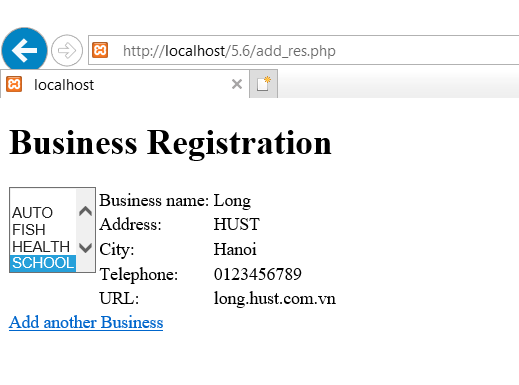 http://localhost/5.6/add_res.php
localhost
Business Registration
AUTO
FISH
HEALTH
SCHOOL
Business name: Long
Address: HUST
City: Hanoi
Telephone: 0123456789
URL: long.hust.com.vn
Add another Business